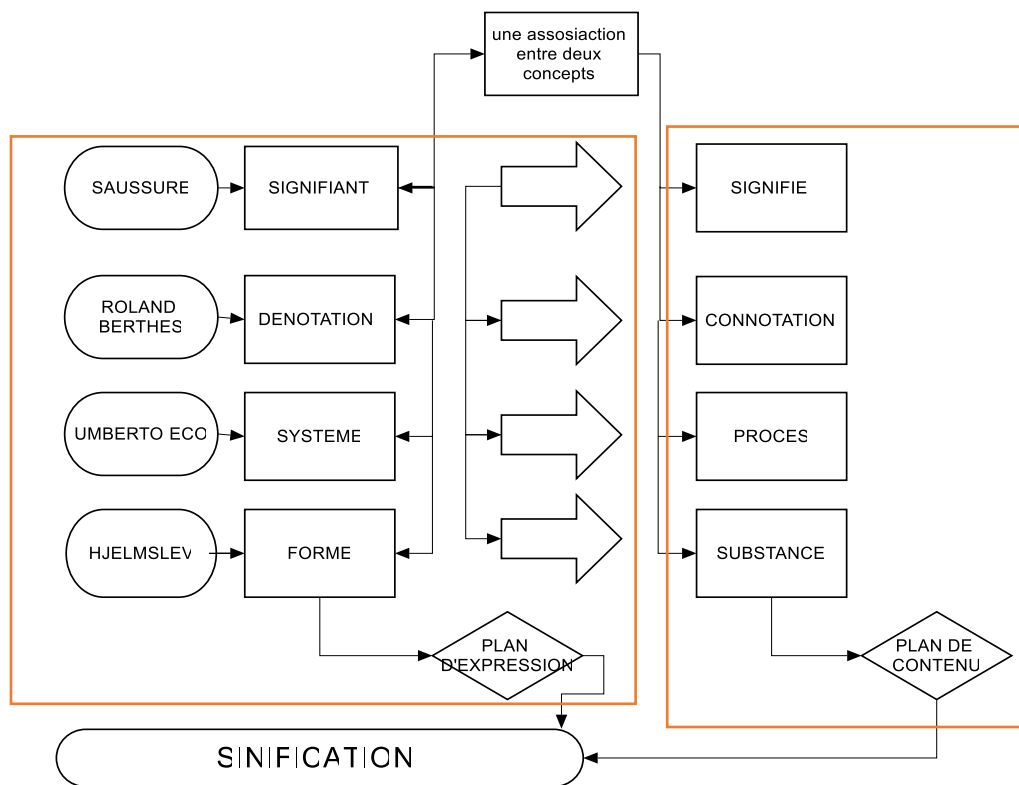 une assosiaction
entre deux
concepts
SAUSSURE
SIGNIFIANT
SIGNIFIE
ROLAND
BERTHES
DENOTATION
CONNOTATION
UMBERTO ECO
SYSTEME
PROCES
HJELMSLEV
FORME
SUBSTANCE
PLAN
D'EXPRESSION
PLAN DE
CONTENU
SINIFICATION